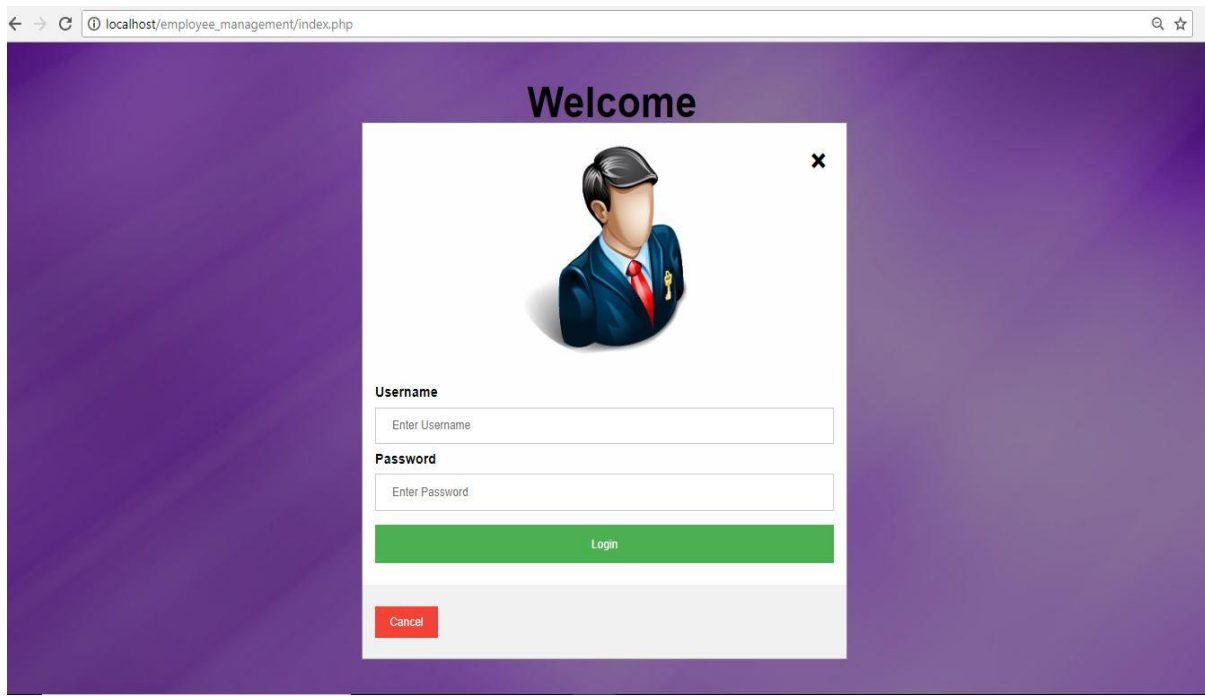 localhost/employee_management/index.php
Welcome
Username
Enter Username
Password
Enter Password
Login
Cancel